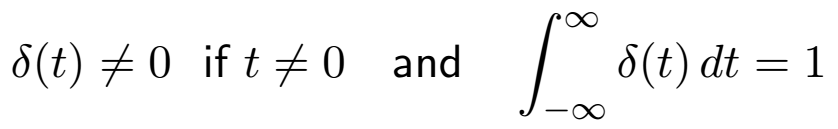 δ(t) ≠ 0 if t ≠ 0 and ∫_{-∞}^{∞} δ(t) dt = 1